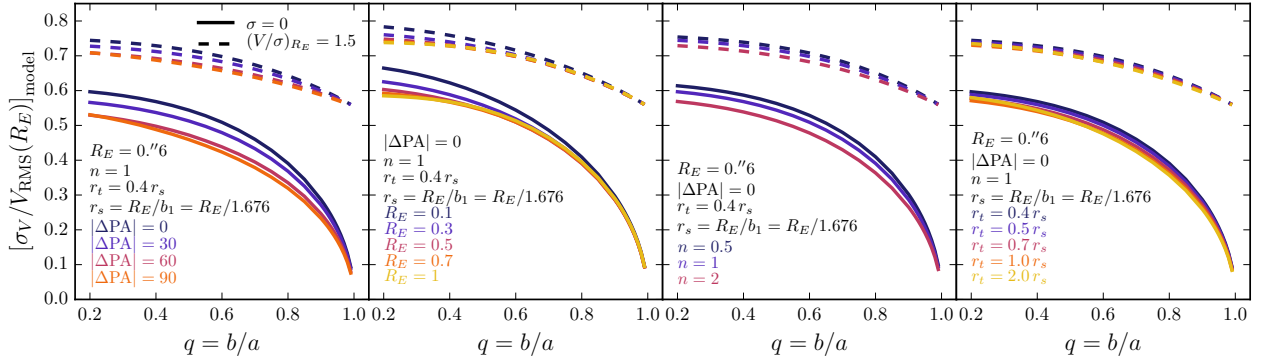 [σ_V/V_RMS(R_E)]_model
0.8
0.7
0.6
0.5
0.4
0.3
0.2
0.1
0.0
σ = 0
(V/σ)_{R_E} = 1.5
R_E = 0.″6
n = 1
r_t = 0.4 r_s
r_s = R_E/b_1 = R_E/1.676
|ΔPA| = 0
|ΔPA| = 30
|ΔPA| = 60
|ΔPA| = 90
0.2 0.4 0.6 0.8 1.0
q = b/a
|ΔPA| = 0
n = 1
r_t = 0.4 r_s
r_s = R_E/b_1 = R_E/1.676
R_E = 0.1
R_E = 0.3
R_E = 0.5
R_E = 0.7
R_E = 1
0.2 0.4 0.6 0.8 1.0
q = b/a
R_E = 0.″6
|ΔPA| = 0
r_t = 0.4 r_s
r_s = R_E/b_1 = R_E/1.676
n = 0.5
n = 1
n = 2
0.2 0.4 0.6 0.8 1.0
q = b/a
R_E = 0.″6
|ΔPA| = 0
n = 1
r_s = R_E/b_1 = R_E/1.676
r_t = 0.4 r_s
r_t = 0.5 r_s
r_t = 0.7 r_s
r_t = 1.0 r_s
r_t = 2.0 r_s
0.2 0.4 0.6 0.8 1.0
q = b/a